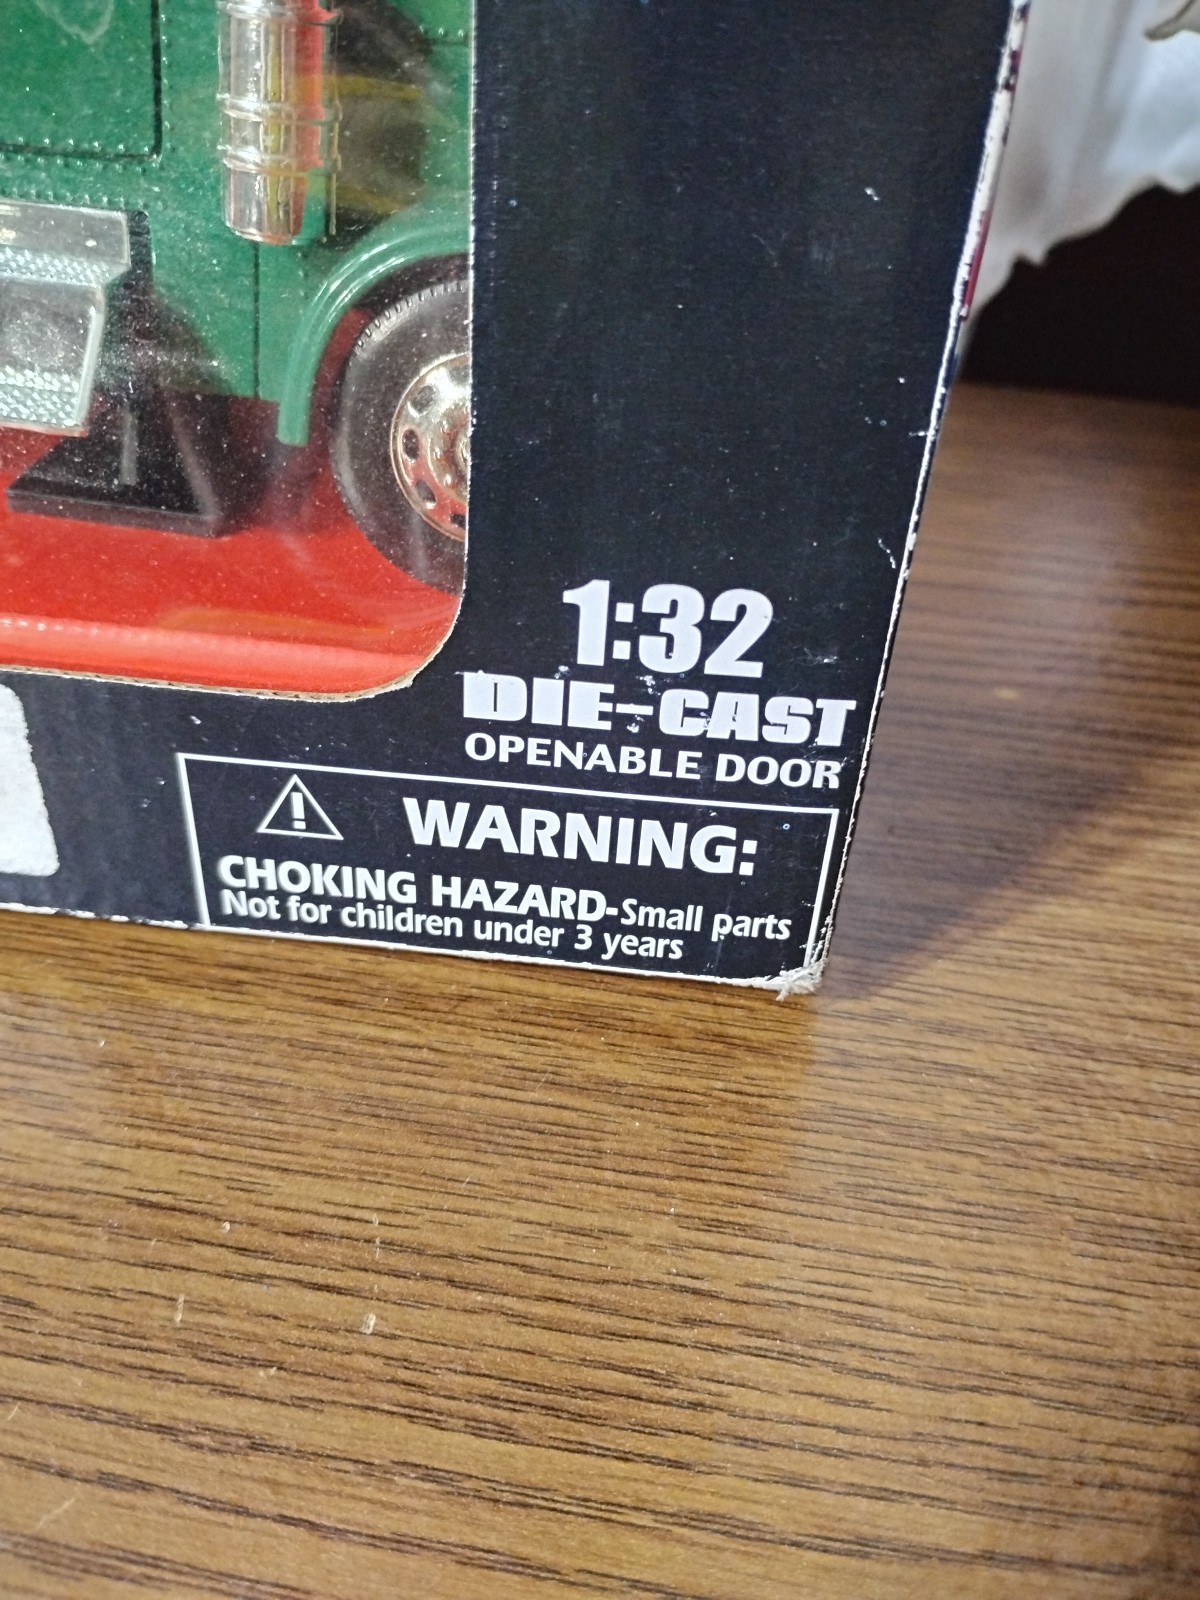 1:32
DIE-CAST
OPENABLE DOOR
WARNING:
CHOKING HAZARD-Small parts
Not for children under 3 years